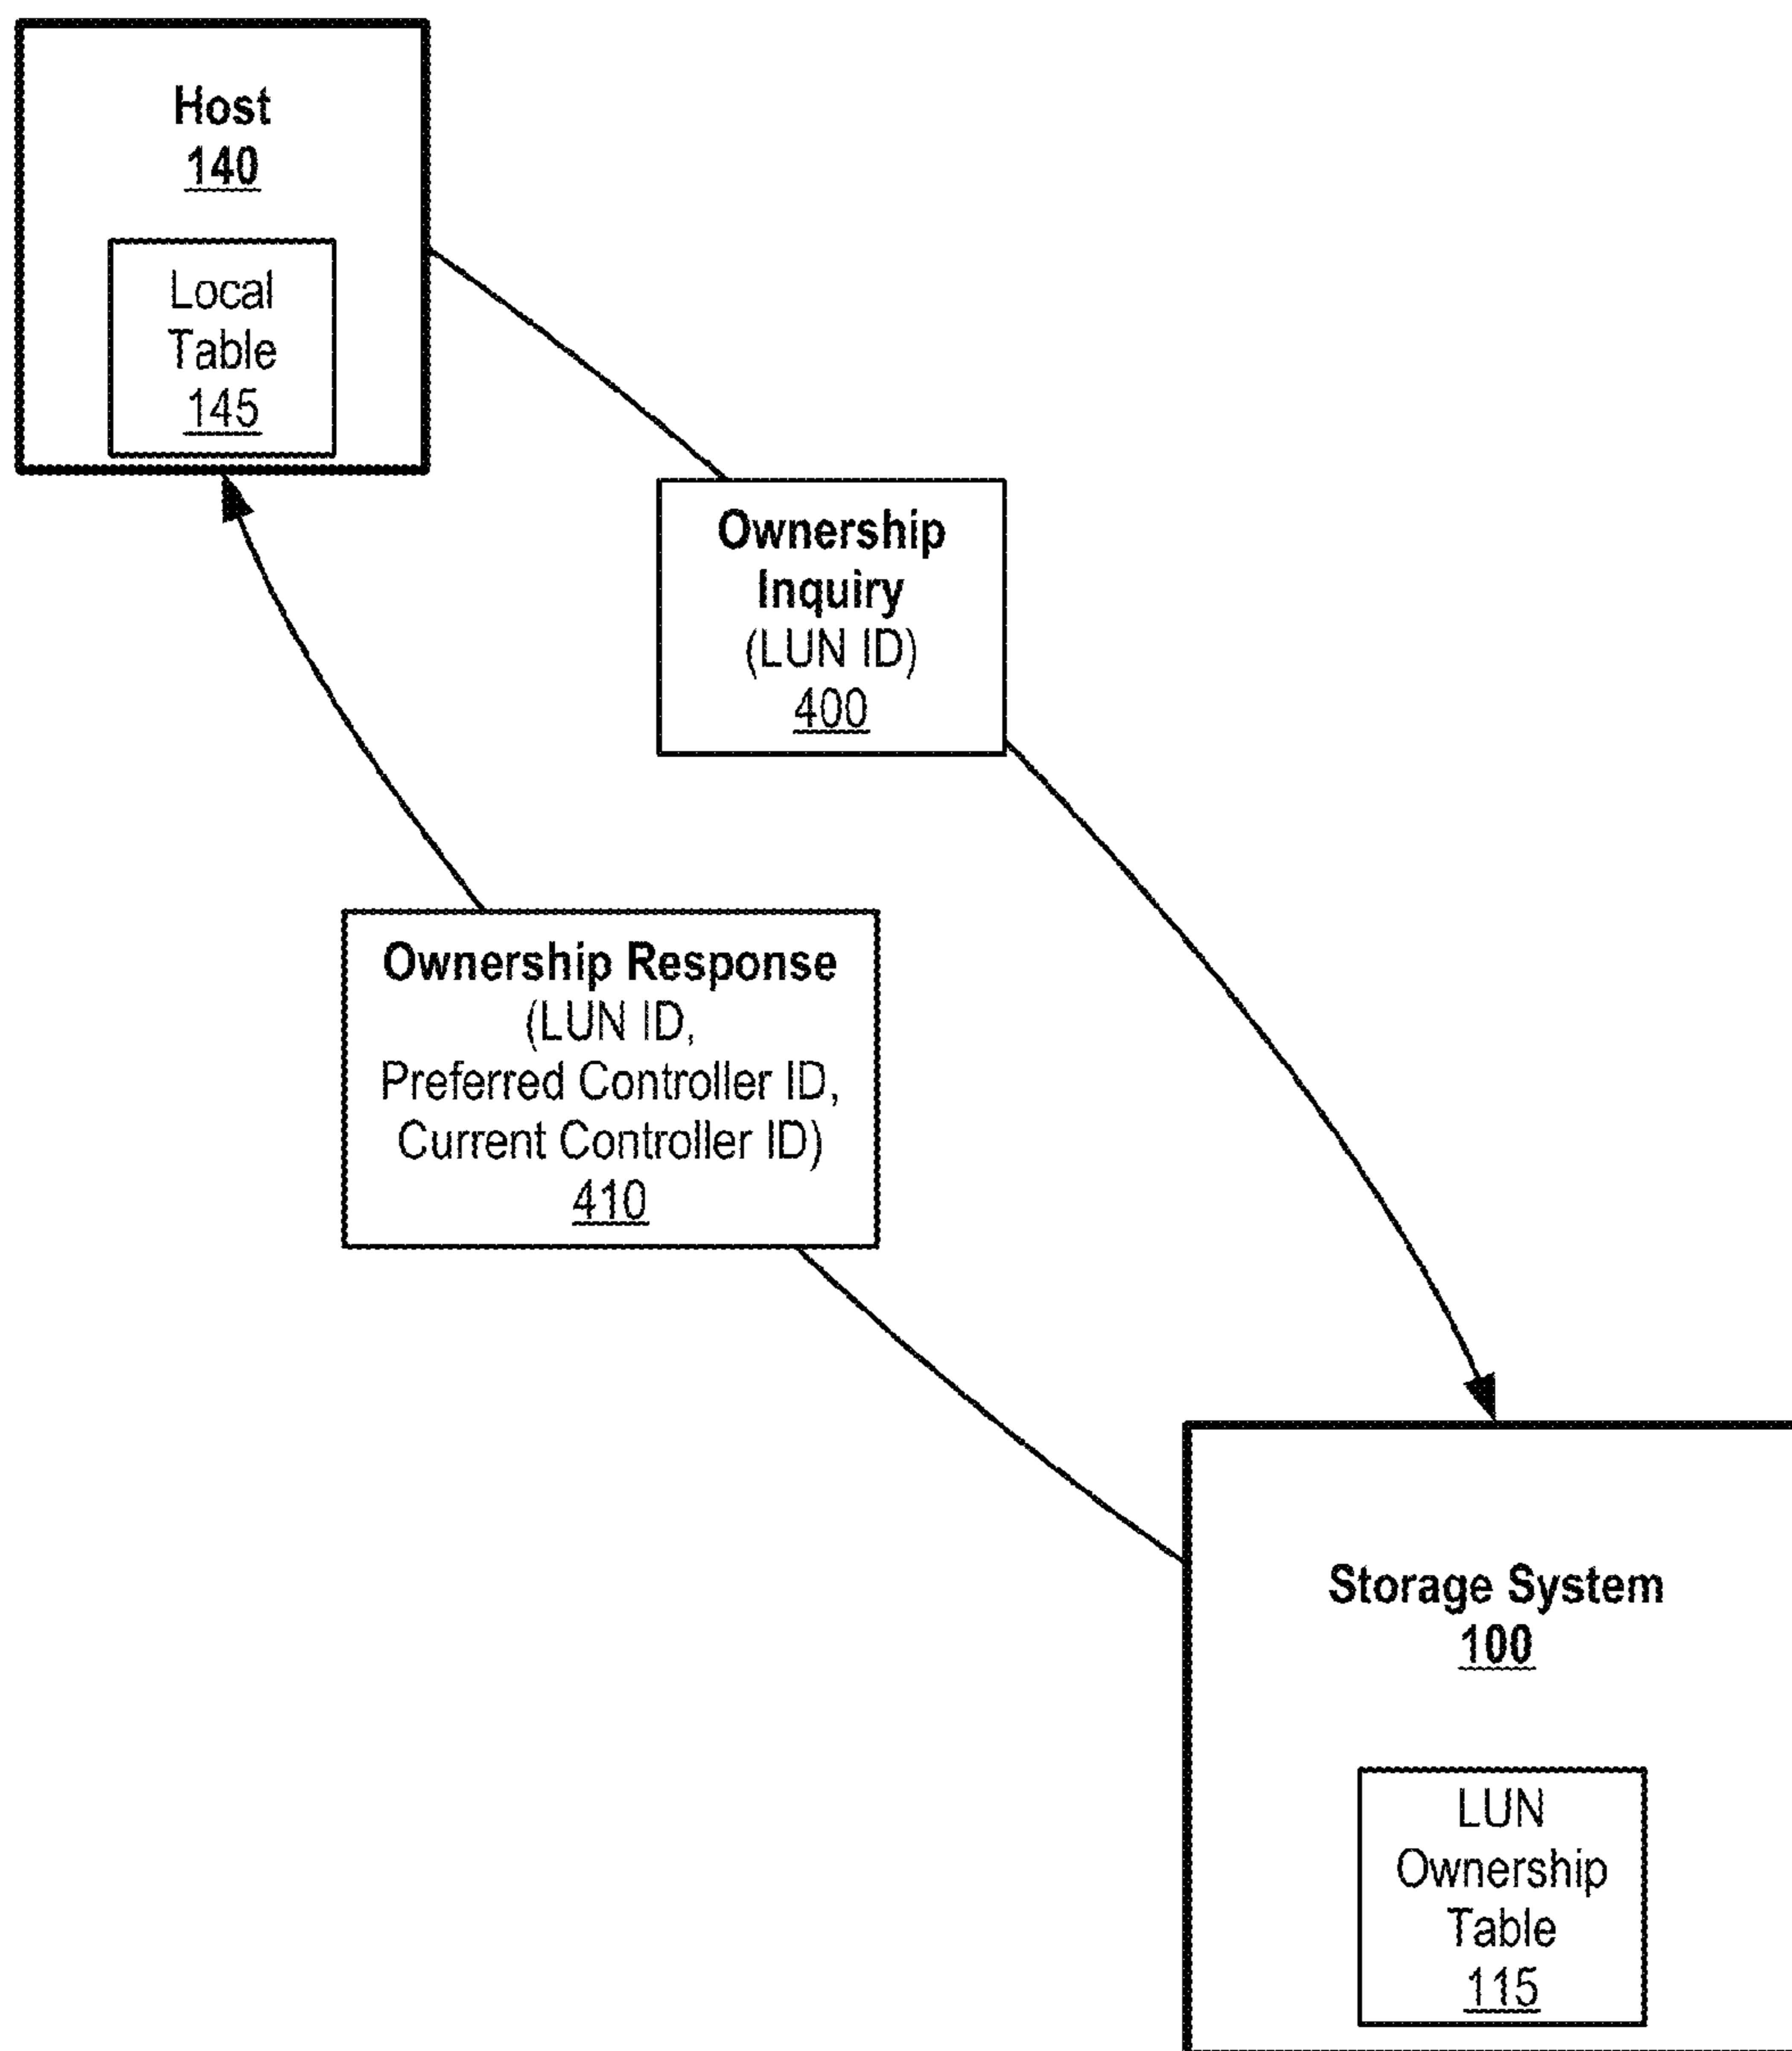 Host
140
Local
Table
145
Ownership
Inquiry
(LUN ID)
400
Ownership Response
(LUN ID,
Preferred Controller ID,
Current Controller ID)
410
Storage System
100
LUN
Ownership
Table
115